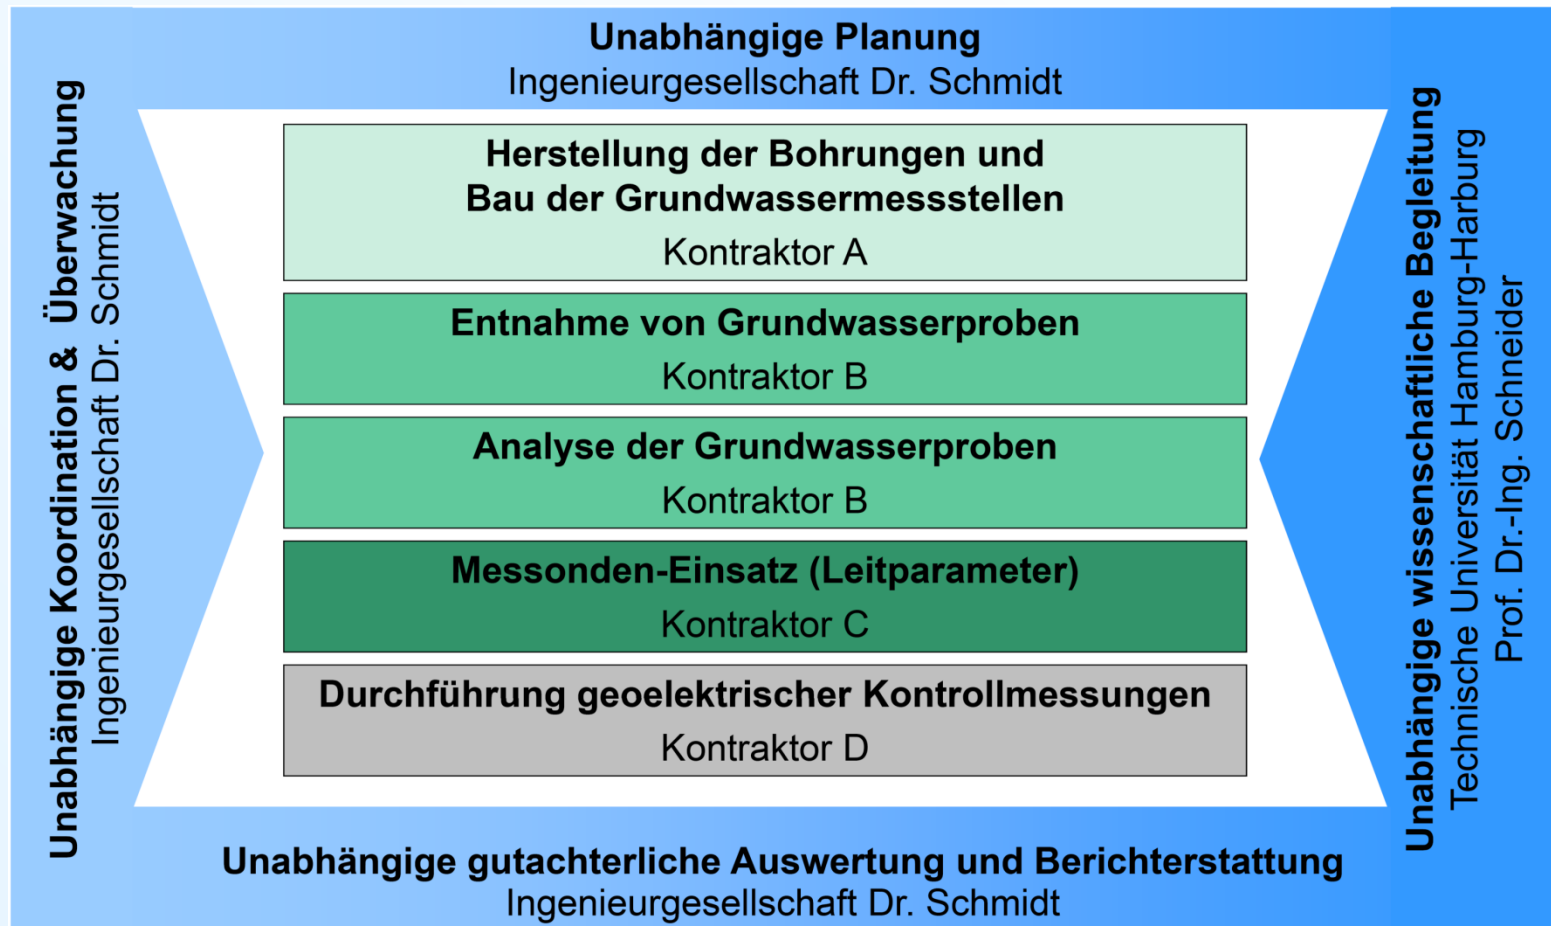 Unabhängige Planung
Ingenieurgesellschaft Dr. Schmidt
Unabhängige Koordination & Überwachung
Ingenieurgesellschaft Dr. Schmidt
Herstellung der Bohrungen und
Bau der Grundwassermessstellen
Kontraktor A
Entnahme von Grundwasserproben
Kontraktor B
Analyse der Grundwasserproben
Kontraktor B
Messonden-Einsatz (Leitparameter)
Kontraktor C
Durchführung geoelektrischer Kontrollmessungen
Kontraktor D
Unabhängige wissenschaftliche Begleitung
Technische Universität Hamburg-Harburg
Prof. Dr.-Ing. Schneider
Unabhängige gutachterliche Auswertung und Berichterstattung
Ingenieurgesellschaft Dr. Schmidt